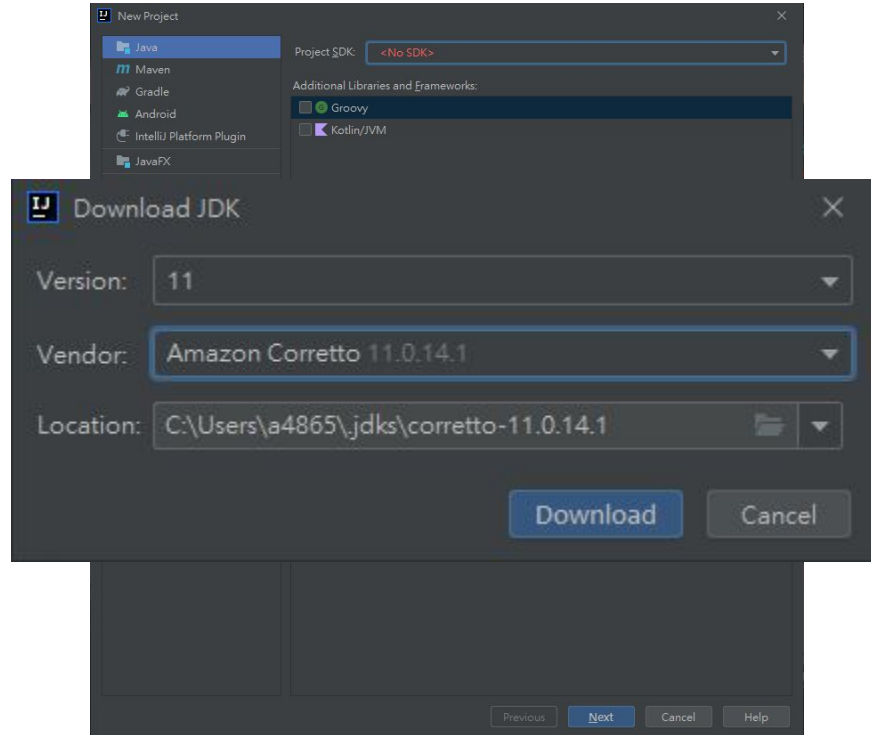 IJ New Project
Java
Project SDK: <No SDK>
Maven
Additional Libraries and Frameworks:
Gradle
Groovy
Android
Kotlin/JVM
IntelliJ Platform Plugin
JavaFX
IJ Download JDK
Version: 11
Vendor: Amazon Corretto 11.0.14.1
Location: C:\Users\a4865\.jdks\corretto-11.0.14.1
Download Cancel
Previous Next Cancel Help